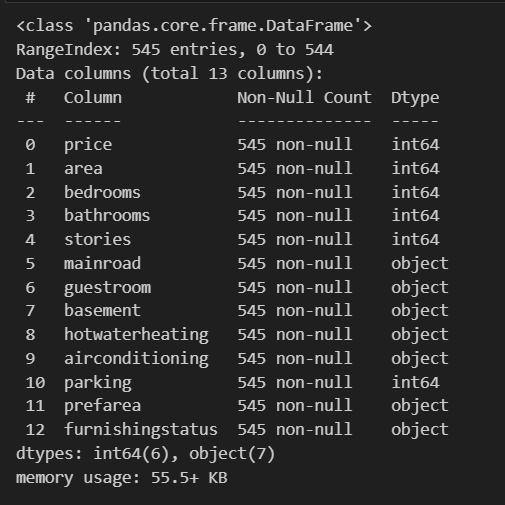 <class 'pandas.core.frame.DataFrame'>
RangeIndex: 545 entries, 0 to 544
Data columns (total 13 columns):
 #   Column            Non-Null Count  Dtype
---  ------            --------------  -----
 0   price             545 non-null    int64
 1   area              545 non-null    int64
 2   bedrooms          545 non-null    int64
 3   bathrooms         545 non-null    int64
 4   stories           545 non-null    int64
 5   mainroad          545 non-null    object
 6   guestroom         545 non-null    object
 7   basement          545 non-null    object
 8   hotwaterheating   545 non-null    object
 9   airconditioning   545 non-null    object
 10  parking           545 non-null    int64
 11  prefarea          545 non-null    object
 12  furnishingstatus  545 non-null    object
dtypes: int64(6), object(7)
memory usage: 55.5+ KB